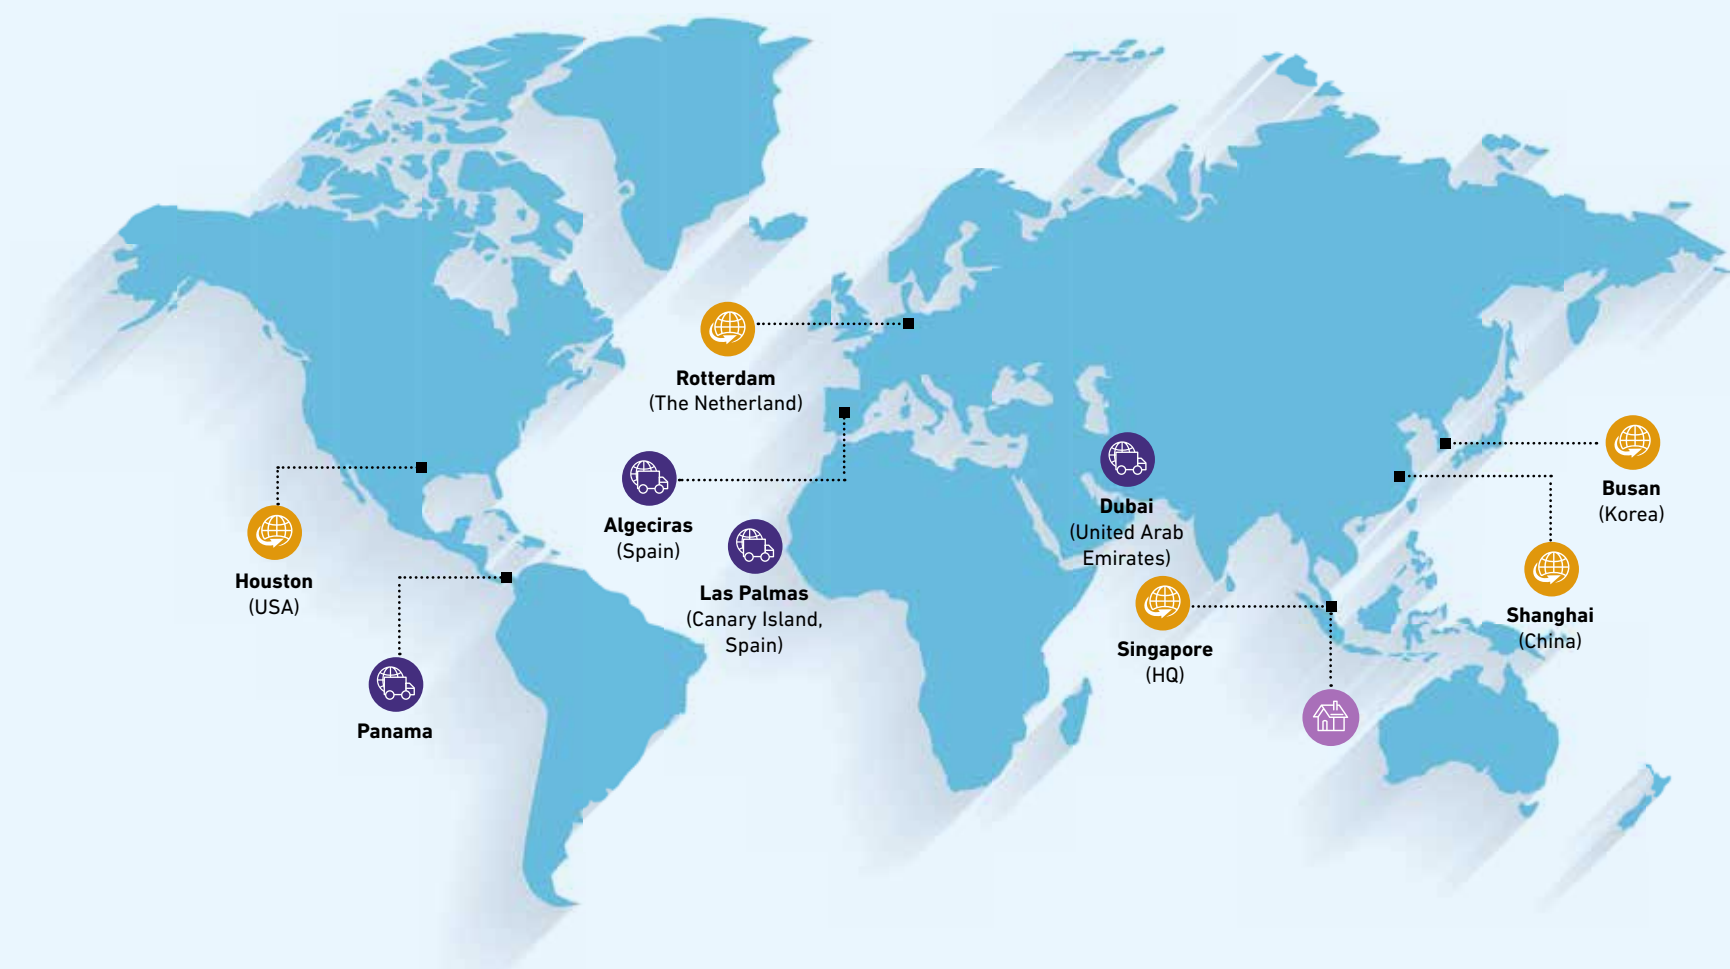 Rotterdam
(The Netherland)
Algeciras
(Spain)
Las Palmas
(Canary Island,
Spain)
Houston
(USA)
Panama
Dubai
(United Arab
Emirates)
Singapore
(HQ)
Busan
(Korea)
Shanghai
(China)